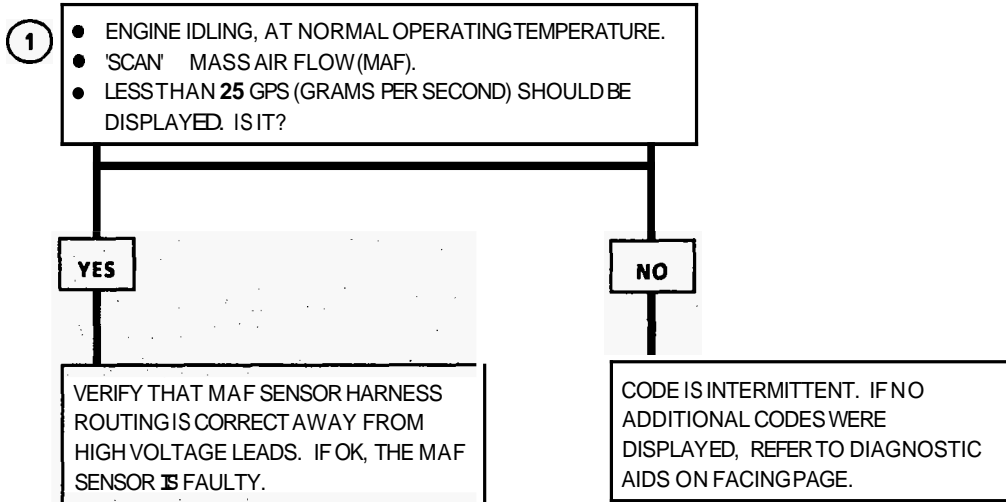 1
● ENGINE IDLING, AT NORMAL OPERATING TEMPERATURE.
● 'SCAN' MASS AIR FLOW (MAF).
● LESS THAN 25 GPS (GRAMS PER SECOND) SHOULD BE
DISPLAYED. IS IT?
YES
NO
VERIFY THAT MAF SENSOR HARNESS
ROUTING IS CORRECT AWAY FROM
HIGH VOLTAGE LEADS. IF OK, THE MAF
SENSOR IS FAULTY.
CODE IS INTERMITTENT. IF NO
ADDITIONAL CODES WERE
DISPLAYED, REFER TO DIAGNOSTIC
AIDS ON FACING PAGE.